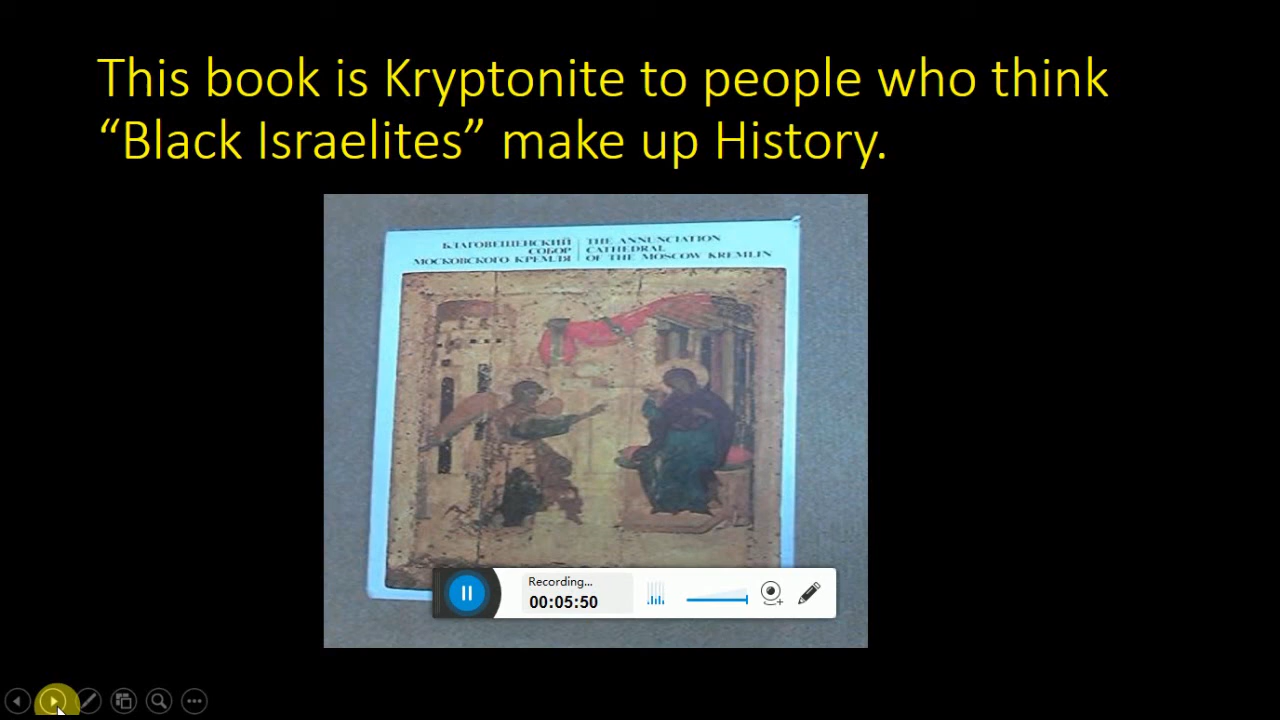 This book is Kryptonite to people who think
“Black Israelites” make up History.
БЛАГОВЕЩЕНСКИЙ
СОБОР
МОСКОВСКОГО КРЕМЛЯ
THE ANNUNCIATION
CATHEDRAL
OF THE MOSCOW KREMLIN
Recording...
00:05:50